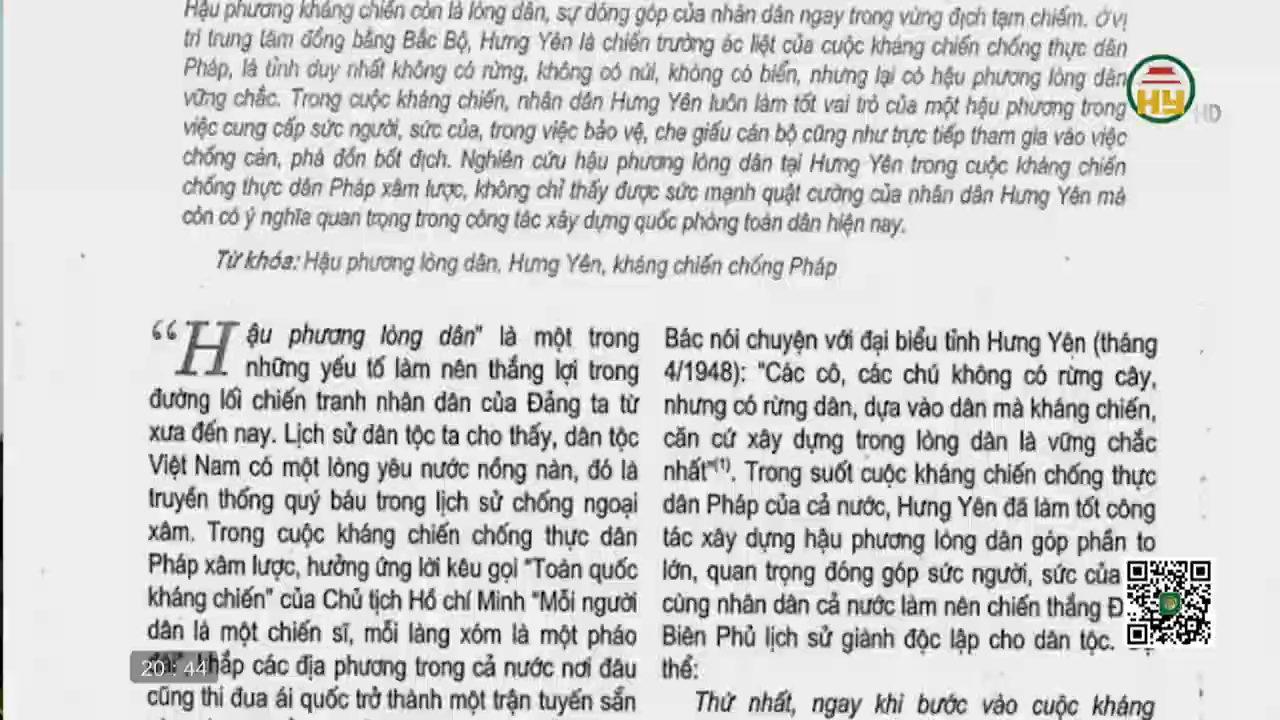 Hậu phương kháng chiến còn là lòng dân, sự đóng góp của nhân dân ngay trong vùng địch tạm chiếm. Ở vị
trí trung tâm đồng bằng Bắc Bộ, Hưng Yên là chiến trường ác liệt của cuộc kháng chiến chống thực dân
Pháp, là tỉnh duy nhất không có rừng, không có núi, không có biển, nhưng lại có hậu phương lòng dân
vững chắc. Trong cuộc kháng chiến, nhân dân Hưng Yên luôn làm tốt vai trò của một hậu phương trong
việc cung cấp sức người, sức của, trong việc bảo vệ, che giấu cán bộ cũng như trực tiếp tham gia vào việc
chống càn, phá đồn bốt địch. Nghiên cứu hậu phương lòng dân tại Hưng Yên trong cuộc kháng chiến
chống thực dân Pháp xâm lược, không chỉ thấy được sức mạnh quật cường của nhân dân Hưng Yên mà
còn có ý nghĩa quan trọng trong công tác xây dựng quốc phòng toàn dân hiện nay.
Từ khóa: Hậu phương lòng dân, Hưng Yên, kháng chiến chống Pháp
“Hậu phương lòng dân” là một trong
những yếu tố làm nên thắng lợi trong
đường lối chiến tranh nhân dân của Đảng ta từ
xưa đến nay. Lịch sử dân tộc ta cho thấy, dân tộc
Việt Nam có một lòng yêu nước nồng nàn, đó là
truyền thống quý báu trong lịch sử chống ngoại
xâm. Trong cuộc kháng chiến chống thực dân
Pháp xâm lược, hưởng ứng lời kêu gọi “Toàn quốc
kháng chiến” của Chủ tịch Hồ chí Minh “Mỗi người
dân là một chiến sĩ, mỗi làng xóm là một pháo
khắp các địa phương trong cả nước nơi đâu
cũng thi đua ái quốc trở thành một trận tuyến sẵn
Bác nói chuyện với đại biểu tỉnh Hưng Yên (tháng
4/1948): “Các cô, các chú không có rừng cây,
nhưng có rừng dân, dựa vào dân mà kháng chiến,
căn cứ xây dựng trong lòng dân là vững chắc
nhất”(1). Trong suốt cuộc kháng chiến chống thực
dân Pháp của cả nước, Hưng Yên đã làm tốt công
tác xây dựng hậu phương lòng dân góp phần to
lớn, quan trọng đóng góp sức người, sức của
cùng nhân dân cả nước làm nên chiến thắng Đ
Biên Phủ lịch sử giành độc lập cho dân tộc.
thể:
Thứ nhất, ngay khi bước vào cuộc kháng
HY HD
20:44